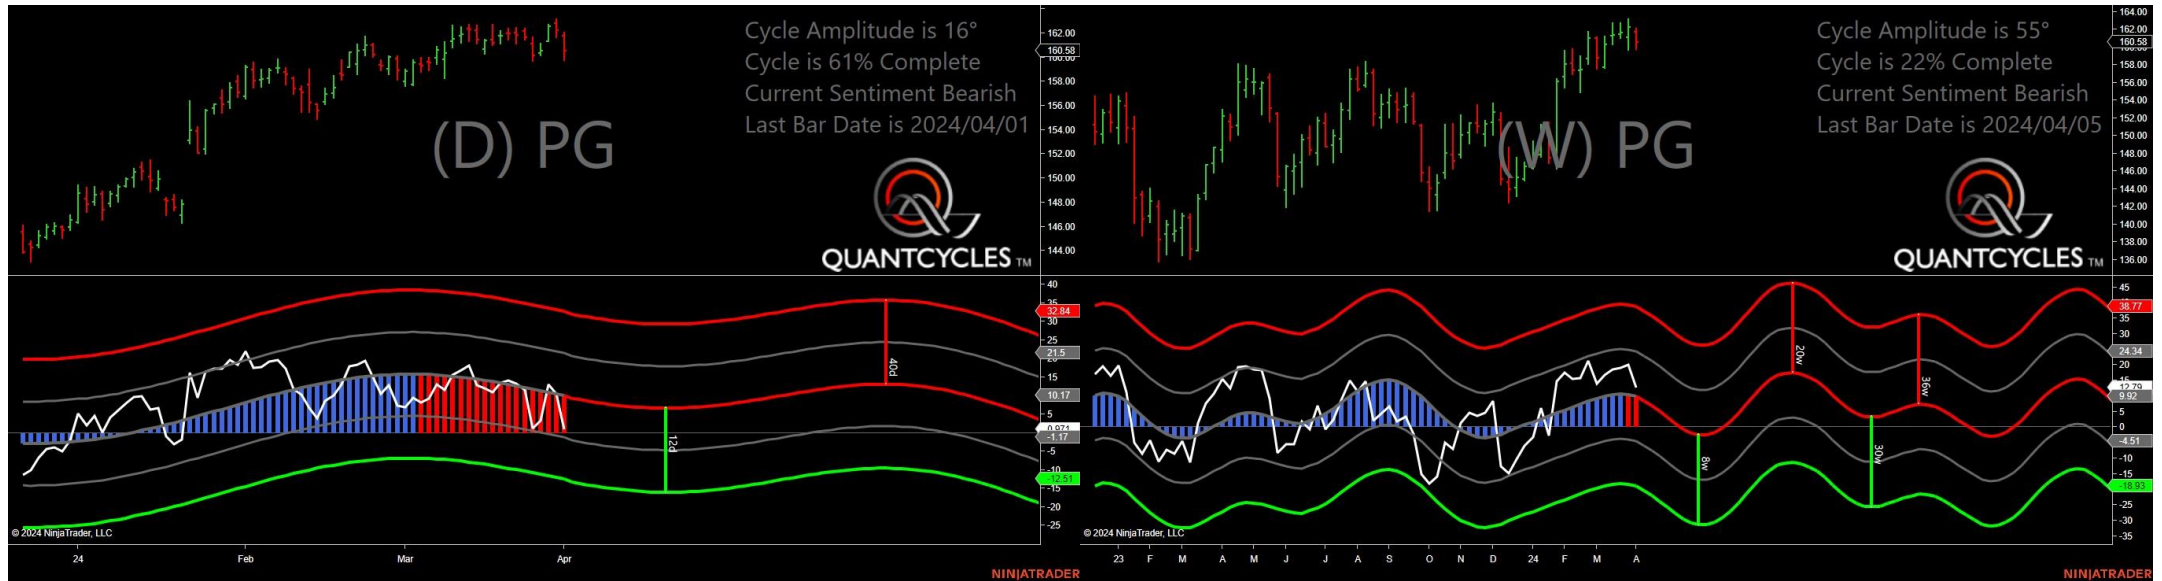 Cycle Amplitude is 16°
Cycle is 61% Complete
Current Sentiment Bearish
Last Bar Date is 2024/04/01
(D) PG
QUANTCYCLES TM
162.00
160.58
160.00
158.00
156.00
154.00
152.00
150.00
148.00
146.00
144.00
40
35
32.84
30
25
21.5
15
10.17
5
0.971
-1.17
-5
-10
-12.51
-15
-20
-25
40d
12d
© 2024 NinjaTrader, LLC
24 Feb Mar Apr
NINJATRADER
Cycle Amplitude is 55°
Cycle is 22% Complete
Current Sentiment Bearish
Last Bar Date is 2024/04/05
(W) PG
QUANTCYCLES TM
164.00
162.00
160.58
158.00
156.00
154.00
152.00
150.00
148.00
146.00
144.00
142.00
140.00
138.00
136.00
45
38.77
35
30
24.34
20
12.79
9.92
5
0
-4.51
-10
-15
-18.93
-25
-30
-35
20w
36w
8w
30w
© 2024 NinjaTrader, LLC
23 F M A M J J A S O N D 24 F M A
NINJATRADER